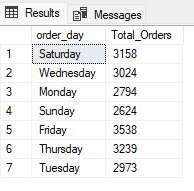 Results Messages
order_day Total_Orders
1 Saturday 3158
2 Wednesday 3024
3 Monday 2794
4 Sunday 2624
5 Friday 3538
6 Thursday 3239
7 Tuesday 2973